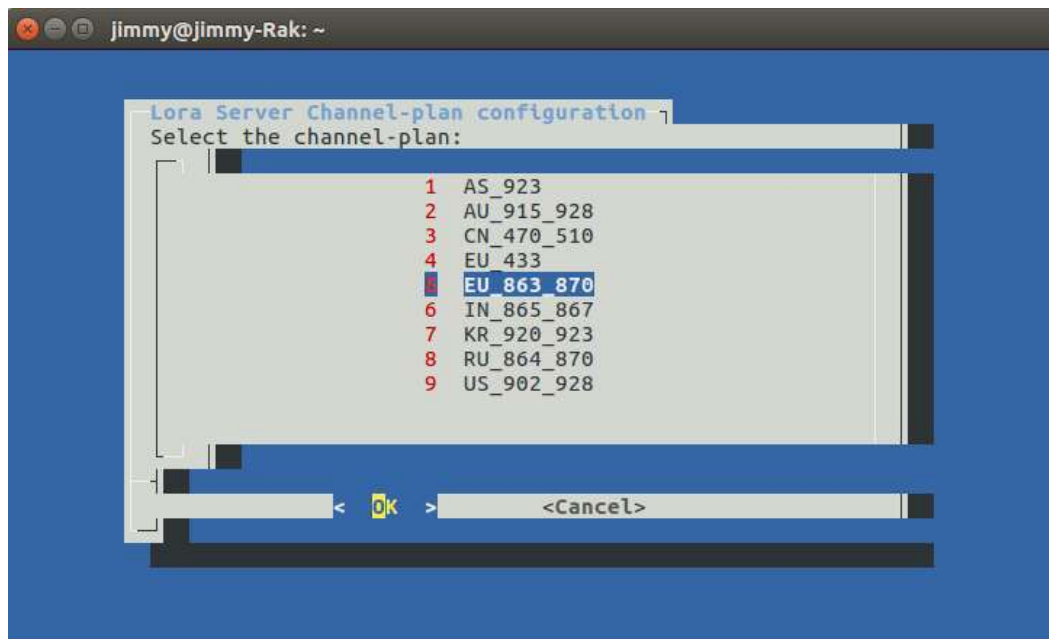 jimmy@jimmy-Rak: ~
Lora Server Channel-plan configuration
Select the channel-plan:
1 AS_923
2 AU_915_928
3 CN_470_510
4 EU_433
5 EU_863_870
6 IN_865_867
7 KR_920_923
8 RU_864_870
9 US_902_928
< OK > <Cancel>